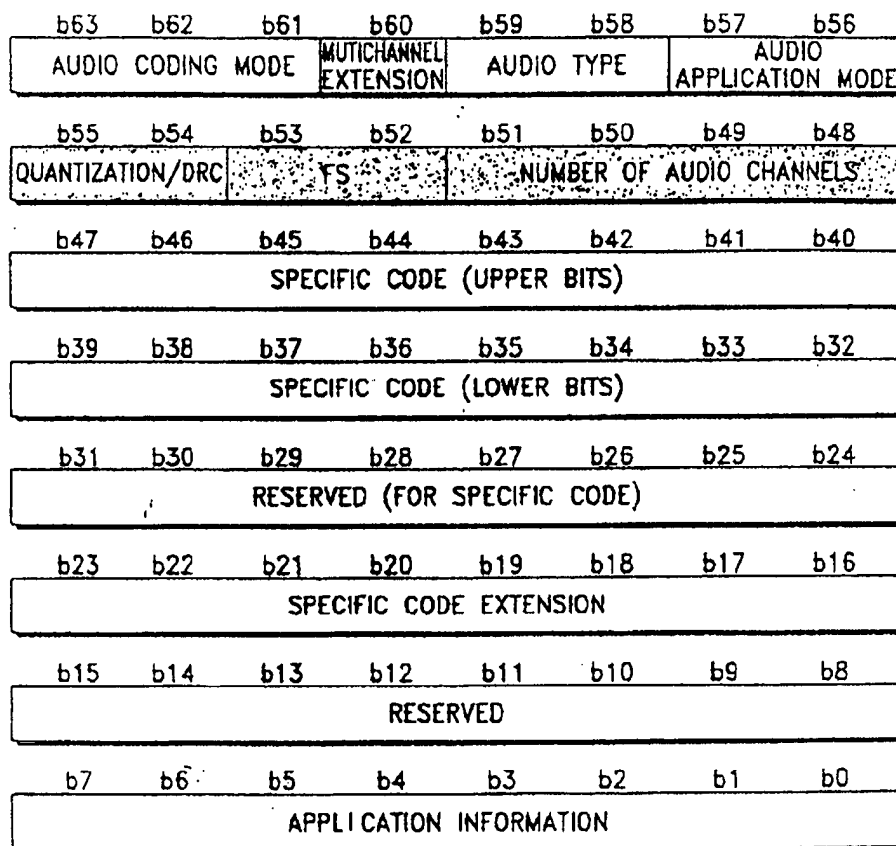 b63 b62 b61 b60 b59 b58 b57 b56
AUDIO CODING MODE MUTICHANNEL EXTENSION AUDIO TYPE AUDIO APPLICATION MODE
b55 b54 b53 b52 b51 b50 b49 b48
QUANTIZATION/DRC FS NUMBER OF AUDIO CHANNELS
b47 b46 b45 b44 b43 b42 b41 b40
SPECIFIC CODE (UPPER BITS)
b39 b38 b37 b36 b35 b34 b33 b32
SPECIFIC CODE (LOWER BITS)
b31 b30 b29 b28 b27 b26 b25 b24
RESERVED (FOR SPECIFIC CODE)
b23 b22 b21 b20 b19 b18 b17 b16
SPECIFIC CODE EXTENSION
b15 b14 b13 b12 b11 b10 b9 b8
RESERVED
b7 b6 b5 b4 b3 b2 b1 b0
APPLICATION INFORMATION